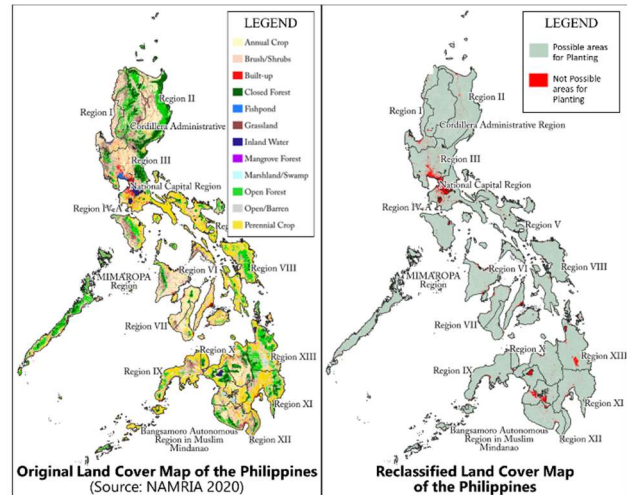 LEGEND
Annual Crop
Brush/Shrubs
Built-up
Closed Forest
Fishpond
Grassland
Inland Water
Mangrove Forest
Marshland/Swamp
Open Forest
Open/Barren
Perennial Crop
Region I
Region II
Cordillera Administrative
Region III
National Capital Region
Region IV-A
MIMAROPA
Region
Region VI
Region VIII
Region VII
Region X
Region IX
Region XIII
Region XI
Bangsamoro Autonomous
Region in Muslim
Mindanao
Region XII
Original Land Cover Map of the Philippines
(Source: NAMRIA 2020)
LEGEND
Possible areas
for Planting
Not Possible
areas for
Planting
Region I
Region II
Cordillera Administrative Region
Region III
National Capital Region
Region IV-A
Region V
MIMAROPA
Region
Region VI
Region VIII
Region VII
Region X
Region IX
Region XIII
Region XI
Bangsamoro Autonomous
Region in Muslim
Mindanao
Region XII
Reclassified Land Cover Map
of the Philippines